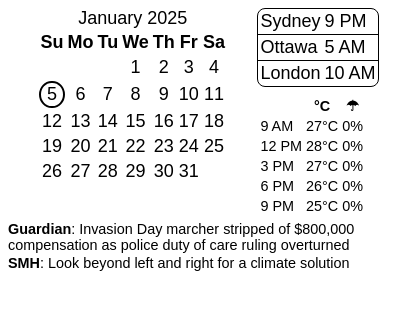 January 2025
Su Mo Tu We Th Fr Sa
1 2 3 4
5 6 7 8 9 10 11
12 13 14 15 16 17 18
19 20 21 22 23 24 25
26 27 28 29 30 31
Sydney 9 PM
Ottawa 5 AM
London 10 AM
°C ☂
9 AM 27°C 0%
12 PM 28°C 0%
3 PM 27°C 0%
6 PM 26°C 0%
9 PM 25°C 0%
Guardian: Invasion Day marcher stripped of $800,000
compensation as police duty of care ruling overturned
SMH: Look beyond left and right for a climate solution